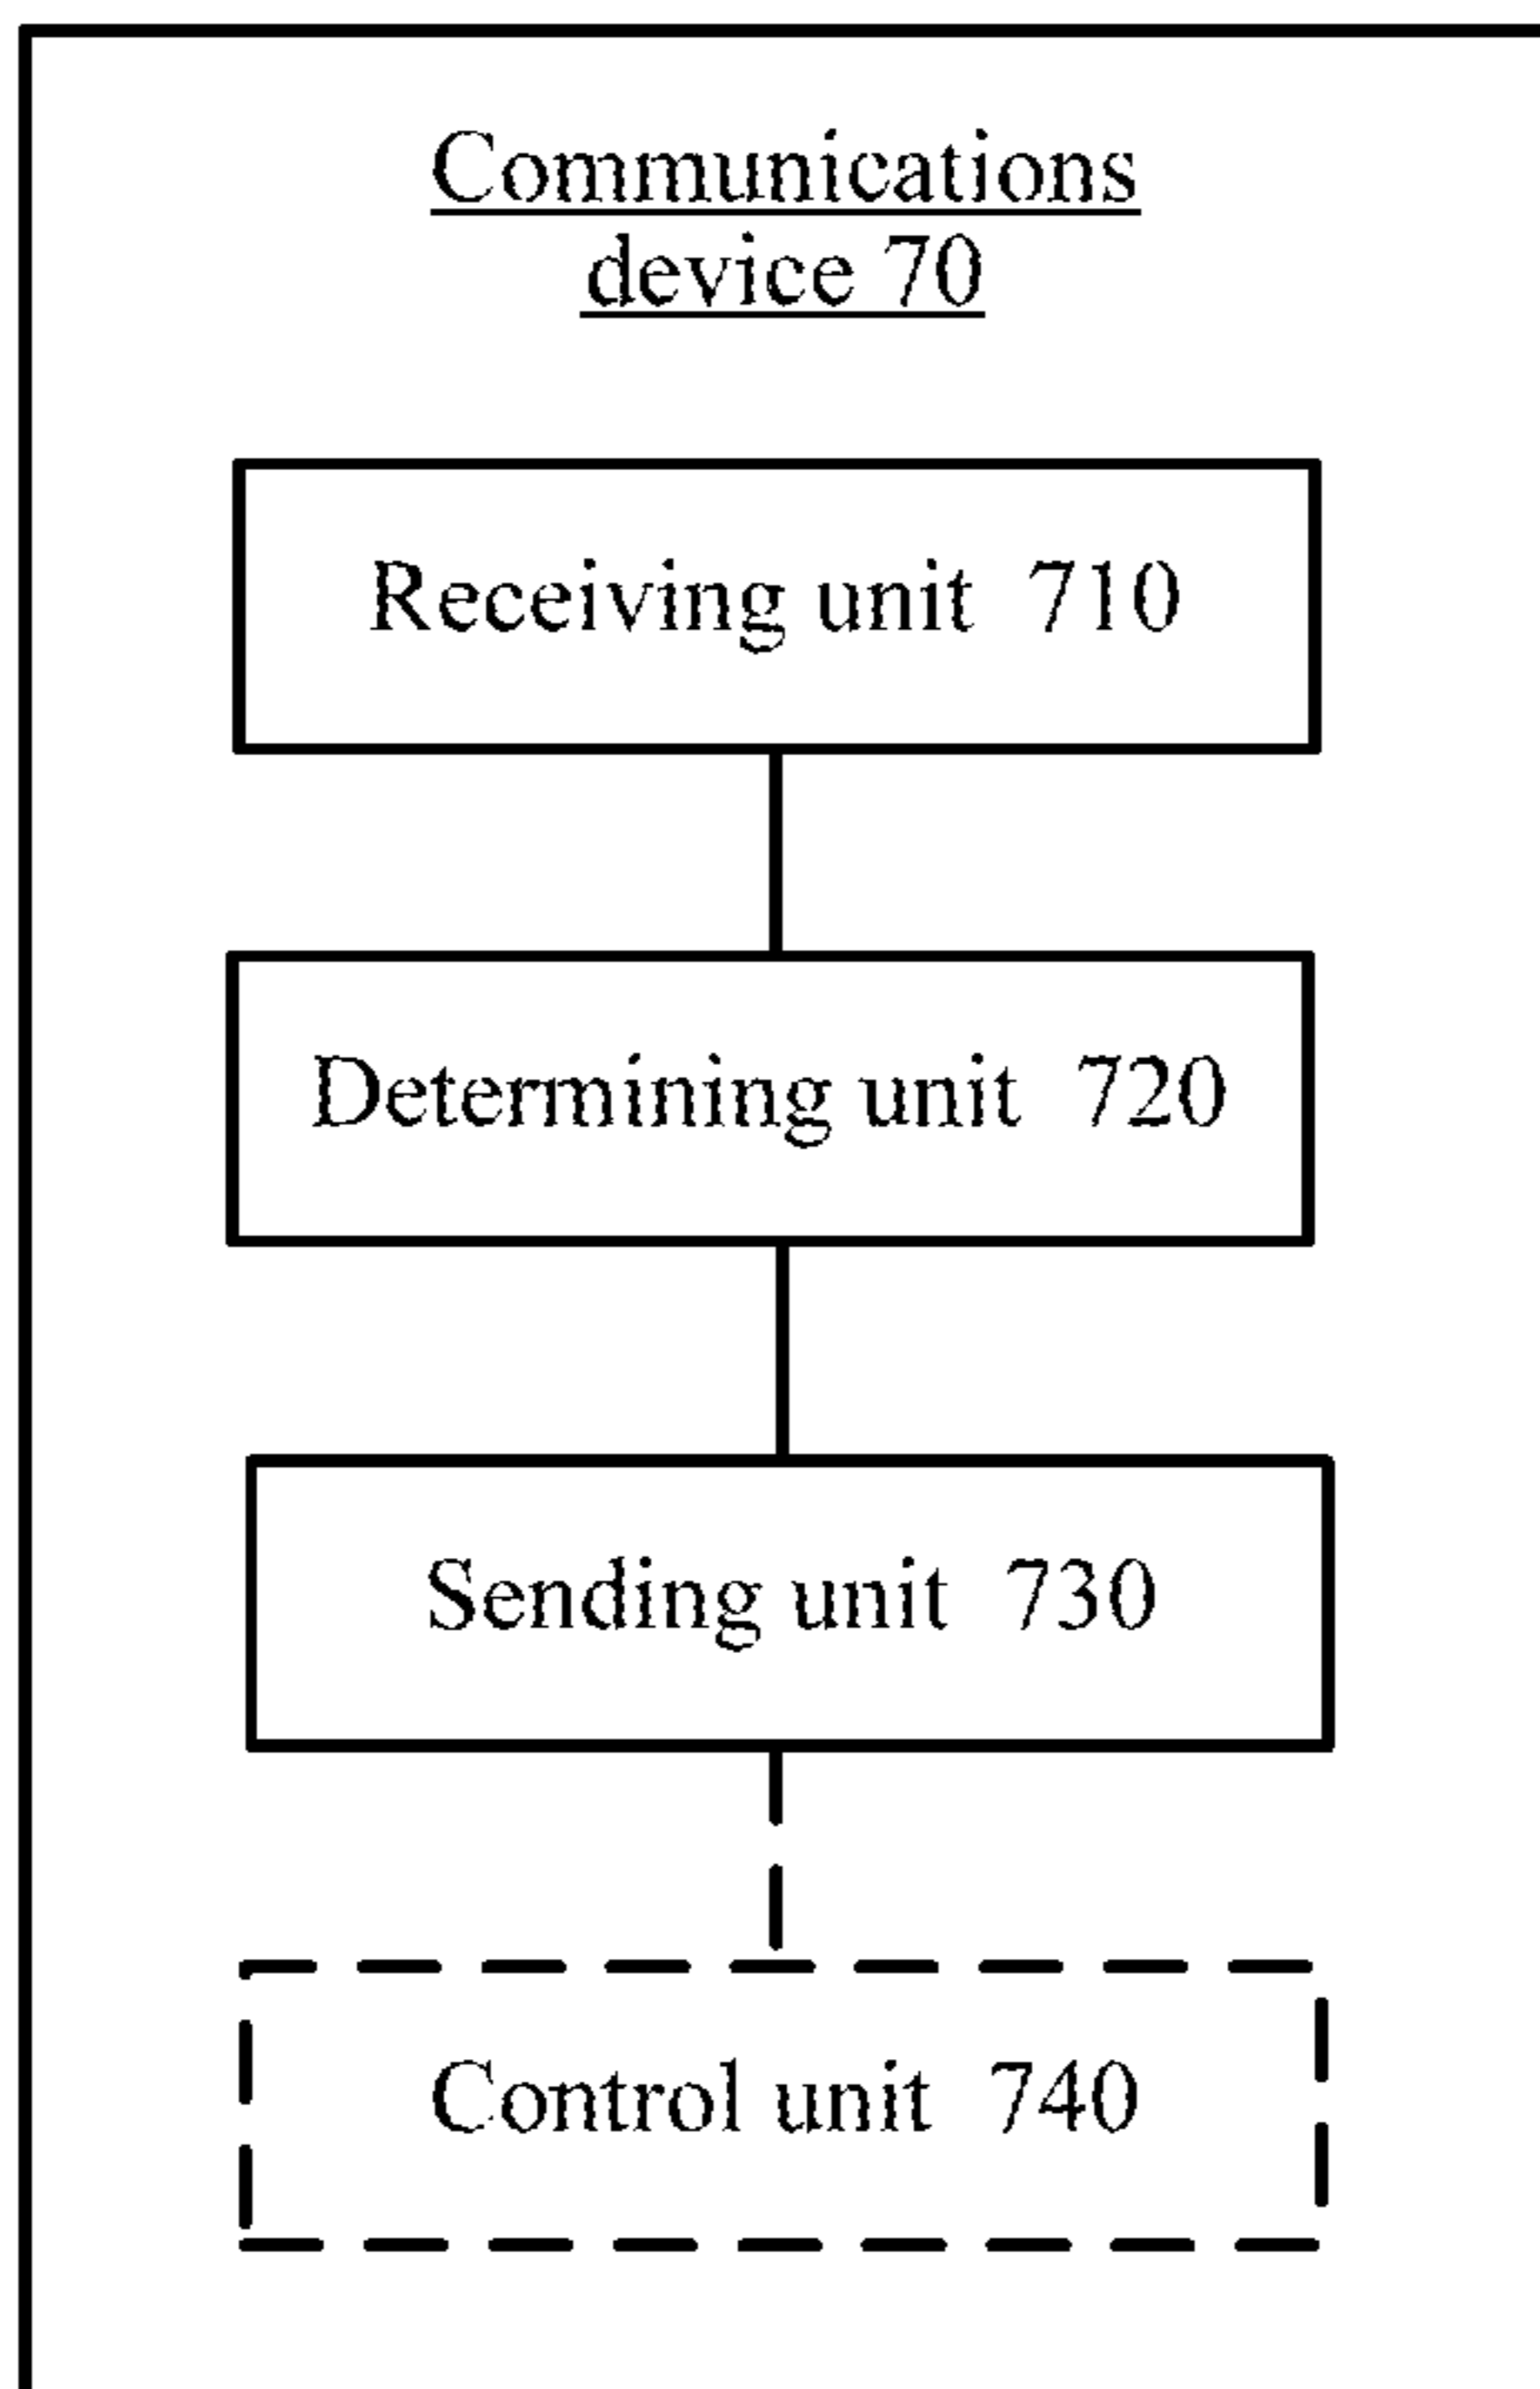 Communications
device 70
Receiving unit 710
Determining unit 720
Sending unit 730
Control unit 740